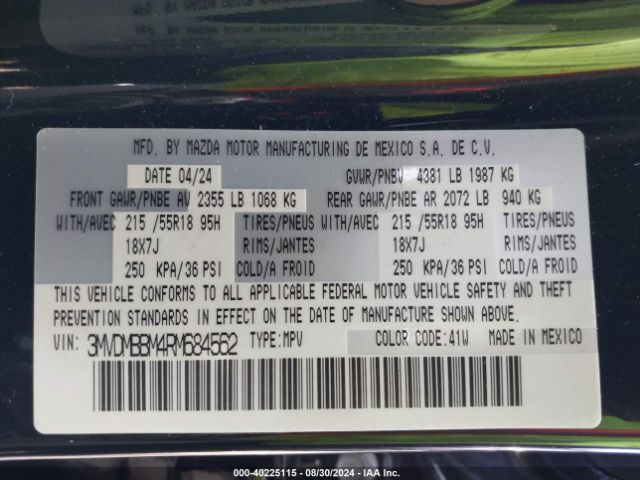 MFD. BY MAZDA MOTOR MANUFACTURING DE MEXICO S.A. DE C.V.
DATE 04/24 GVWR/PNBV 4381 LB 1987 KG
FRONT GAWR/PNBE AV 2355 LB 1068 KG REAR GAWR/PNBE AR 2072 LB 940 KG
WITH/AVEC 215 /55R18 95H TIRES/PNEUS WITH/AVEC 215 /55R18 95H TIRES/PNEUS
18X7J RIMS/JANTES 18X7J RIMS/JANTES
250 KPA/36 PSI COLD/A FROID 250 KPA/36 PSI COLD/A FROID
THIS VEHICLE CONFORMS TO ALL APPLICABLE FEDERAL MOTOR VEHICLE SAFETY AND THEFT
PREVENTION STANDARDS IN EFFECT ON THE DATE OF MANUFACTURE SHOWN ABOVE.
VIN: 3MVDMBBM4RM684562 TYPE: MPV COLOR CODE: 41W MADE IN MEXICO
000-40225115 - 08/30/2024 - IAA Inc.